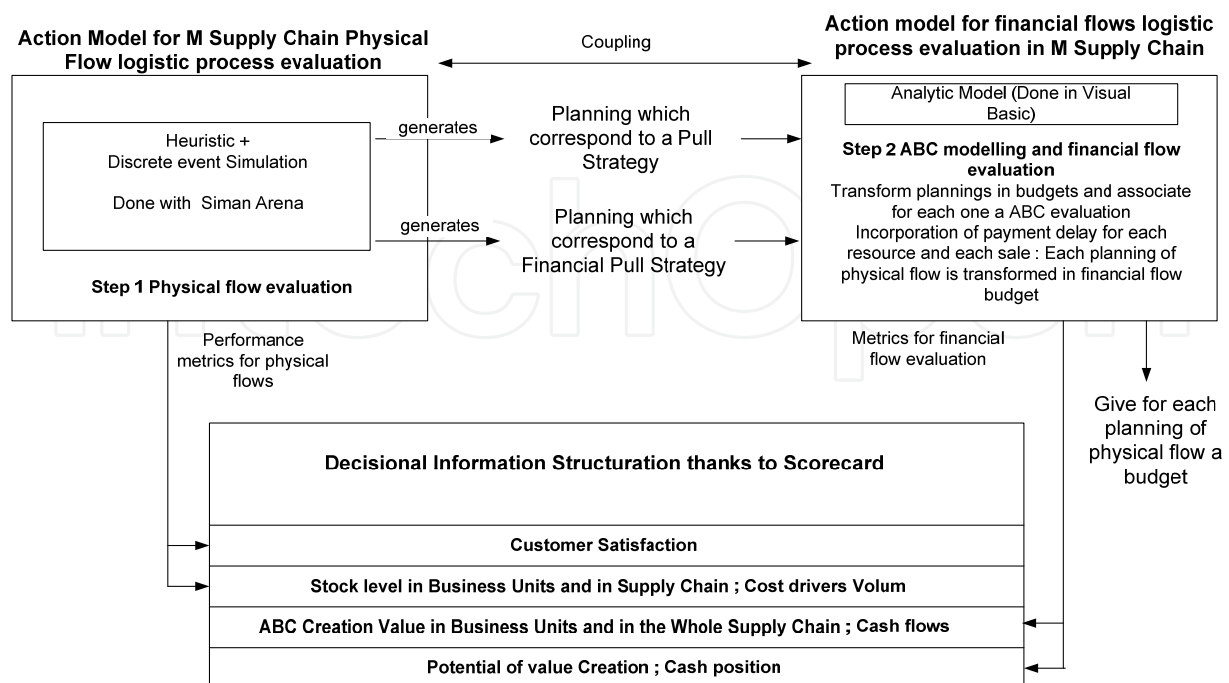 Action Model for M Supply Chain Physical
Flow logistic process evaluation
Coupling
Action model for financial flows logistic
process evaluation in M Supply Chain
Heuristic +
Discrete event Simulation
Done with Siman Arena
Step 1 Physical flow evaluation
generates
Planning which
correspond to a Pull
Strategy
generates
Planning which
correspond to a
Financial Pull Strategy
Analytic Model (Done in Visual
Basic)
Step 2 ABC modelling and financial flow
evaluation
Transform plannings in budgets and associate
for each one a ABC evaluation
Incorporation of payment delay for each
resource and each sale : Each planning of
physical flow is transformed in financial flow
budget
Performance
metrics for physical
flows
Metrics for financial
flow evaluation
Give for each
planning of
physical flow a
budget
Decisional Information Structuration thanks to Scorecard
Customer Satisfaction
Stock level in Business Units and in Supply Chain ; Cost drivers Volum
ABC Creation Value in Business Units and in the Whole Supply Chain ; Cash flows
Potential of value Creation ; Cash position
IntechOpen